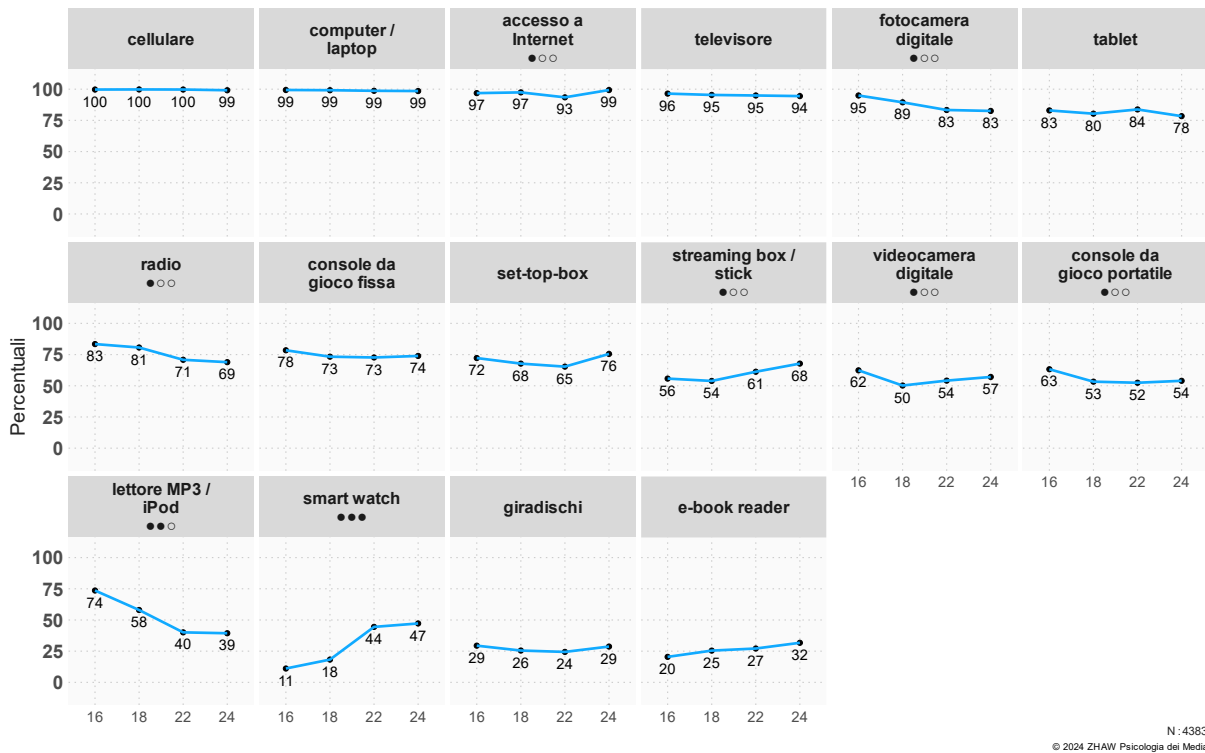 cellulare
computer /
laptop
accesso a
Internet
●○○
televisore
fotocamera
digitale
●○○
tablet
100
75
50
25
0
100 100 100 99
99 99 99 99
97 97 93 99
96 95 95 94
95 89 83 83
83 80 84 78
radio
●○○
console da
gioco fissa
set-top-box
streaming box /
stick
●○○
videocamera
digitale
●○○
console da
gioco portatile
●○○
Percentuali
100
75
50
25
0
83 81 71 69
78 73 73 74
72 68 65 76
56 54 61 68
62 50 54 57
63 53 52 54
16 18 22 24
16 18 22 24
lettore MP3 /
iPod
●●○
smart watch
●●●
giradischi
e-book reader
100
75
50
25
0
74 58 40 39
11 18 44 47
29 26 24 29
20 25 27 32
16 18 22 24
16 18 22 24
16 18 22 24
16 18 22 24
N : 4383
© 2024 ZHAW Psicologia dei Media